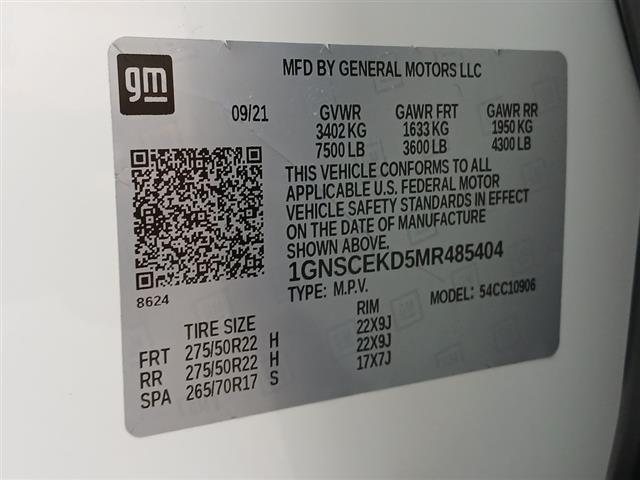 gm
MFD BY GENERAL MOTORS LLC
09/21 GVWR GAWR FRT GAWR RR
3402 KG 1633 KG 1950 KG
7500 LB 3600 LB 4300 LB
THIS VEHICLE CONFORMS TO ALL
APPLICABLE U.S. FEDERAL MOTOR
VEHICLE SAFETY STANDARDS IN EFFECT
ON THE DATE OF MANUFACTURE
SHOWN ABOVE.
1GNSCEKD5MR485404
8624
TYPE: M.P.V. MODEL: 54CC10906
TIRE SIZE RIM
FRT 275/50R22 H 22X9J
RR 275/50R22 H 22X9J
SPA 265/70R17 S 17X7J